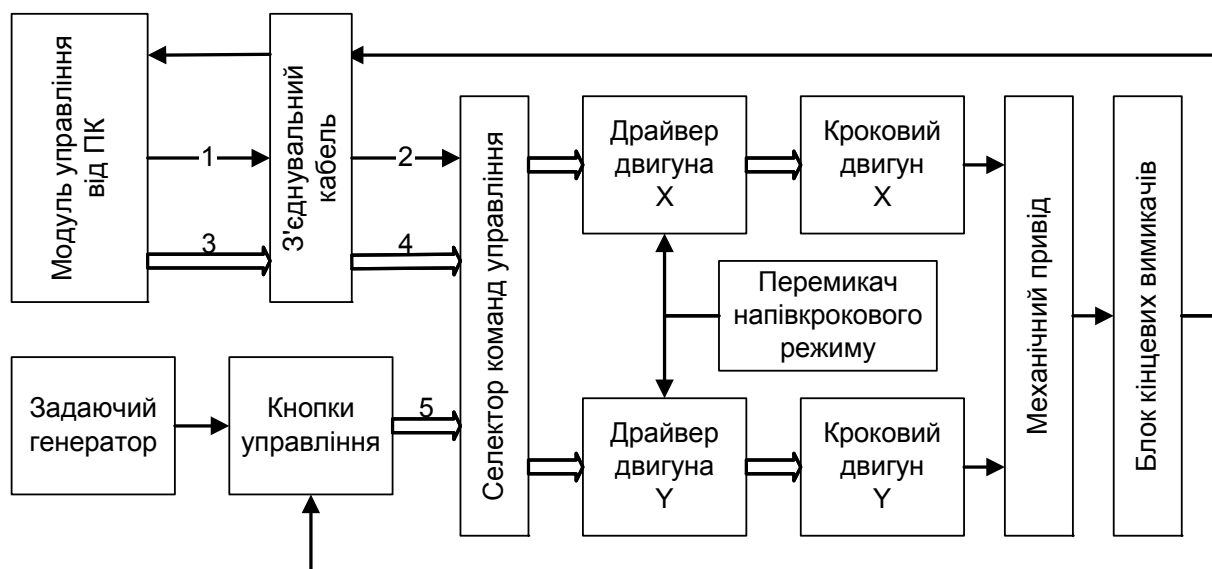 Модуль управління
від ПК
З'єднувальний
кабель
1
2
3
4
Селектор команд управління
Драйвер
двигуна
X
Кроковий
двигун
X
Перемикач
напівкрокового
режиму
Механічний привід
Блок кінцевих вимикачів
Задаючий
генератор
Кнопки
управління
5
Драйвер
двигуна
Y
Кроковий
двигун
Y